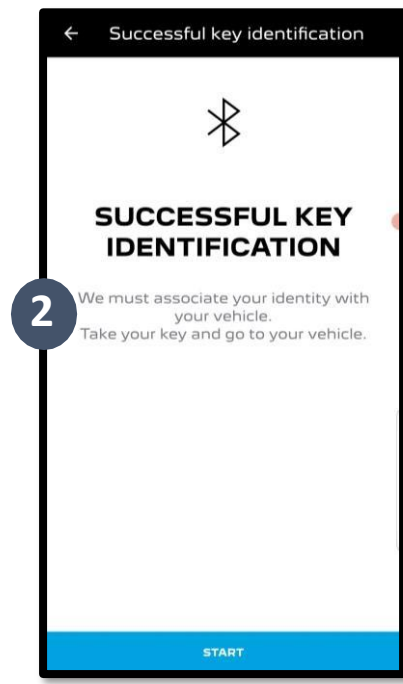 Successful key identification
SUCCESSFUL KEY
IDENTIFICATION
2
We must associate your identity with
your vehicle.
Take your key and go to your vehicle.
START